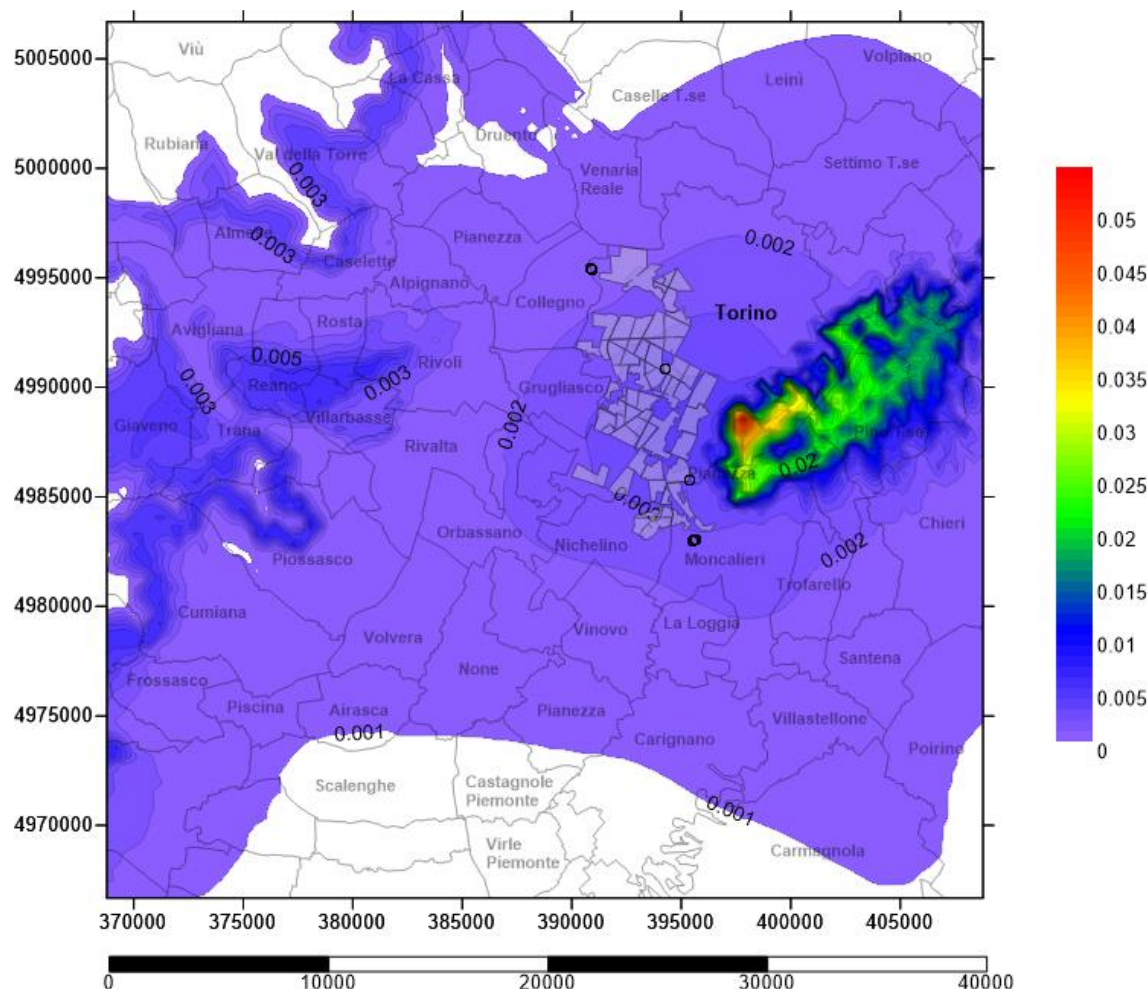 5005000
Viù
La Cassa
Volpiano
Leinì
Caselle T.se
Rubiana
Druento
Val della Torre
5000000
Venaria
Reale
Settimo T.se
0.003
Almese
0.003
Pianezza
0.002
Caselette
4995000
Alpignano
Collegno
Torino
Avigliana
Rosta
0.005
Rivoli
4990000
Reano
0.003
Grugliasco
0.003
Giaveno
Trana
Villarbasse
0.002
Rivalta
Pino T.se
Pianezza
0.02
4985000
0.002
Orbassano
Chieri
Piossasco
Nichelino
Moncalieri
0.002
Trofarello
4980000
Cumiana
Volvera
Vinovo
La Loggia
None
Santena
Frossasco
Piscina
Airasca
Pianezza
Villastellone
4975000
0.001
Carignano
Poirino
Scalenghe
Castagnole
Piemonte
0.001
4970000
Virle
Piemonte
Carmagnola
370000 375000 380000 385000 390000 395000 400000 405000
0 10000 20000 30000 40000
0.05
0.045
0.04
0.035
0.03
0.025
0.02
0.015
0.01
0.005
0